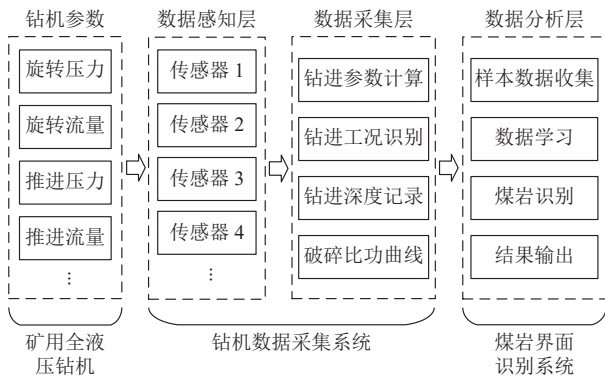 钻机参数
旋转压力
旋转流量
推进压力
推进流量
⋮
矿用全液
压钻机
数据感知层
传感器 1
传感器 2
传感器 3
传感器 4
⋮
数据采集层
钻进参数计算
钻进工况识别
钻进深度记录
破碎比功曲线
钻机数据采集系统
数据分析层
样本数据收集
数据学习
煤岩识别
结果输出
煤岩界面
识别系统